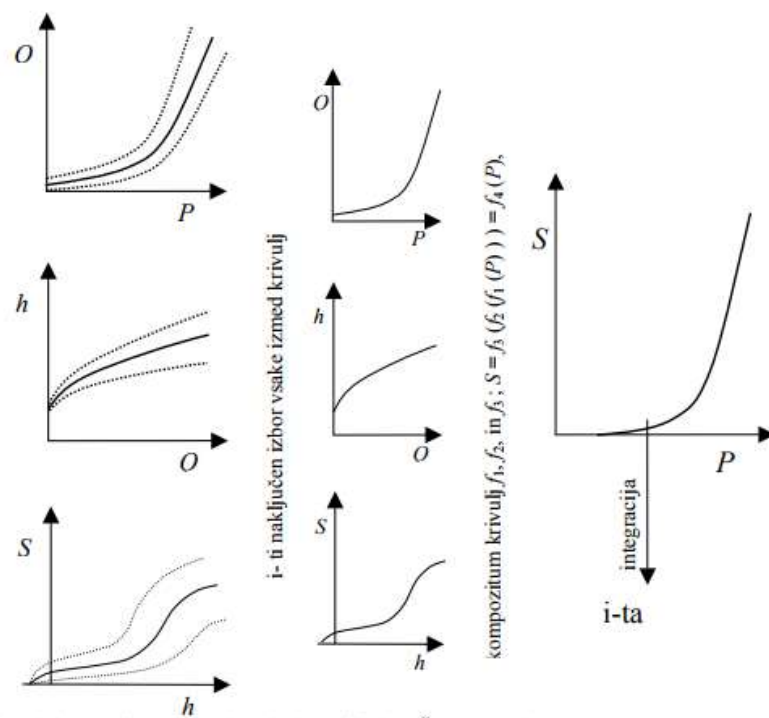 O
P
h
O
S
h
i- ti naključen izbor vsake izmed krivulj
O
P
h
O
S
h
kompozitum krivulj f₁, f₂, in f₃ ; S = f₃ (f₂ (f₁ (P) ) ) = f₄ (P),
S
P
integracija
i-ta